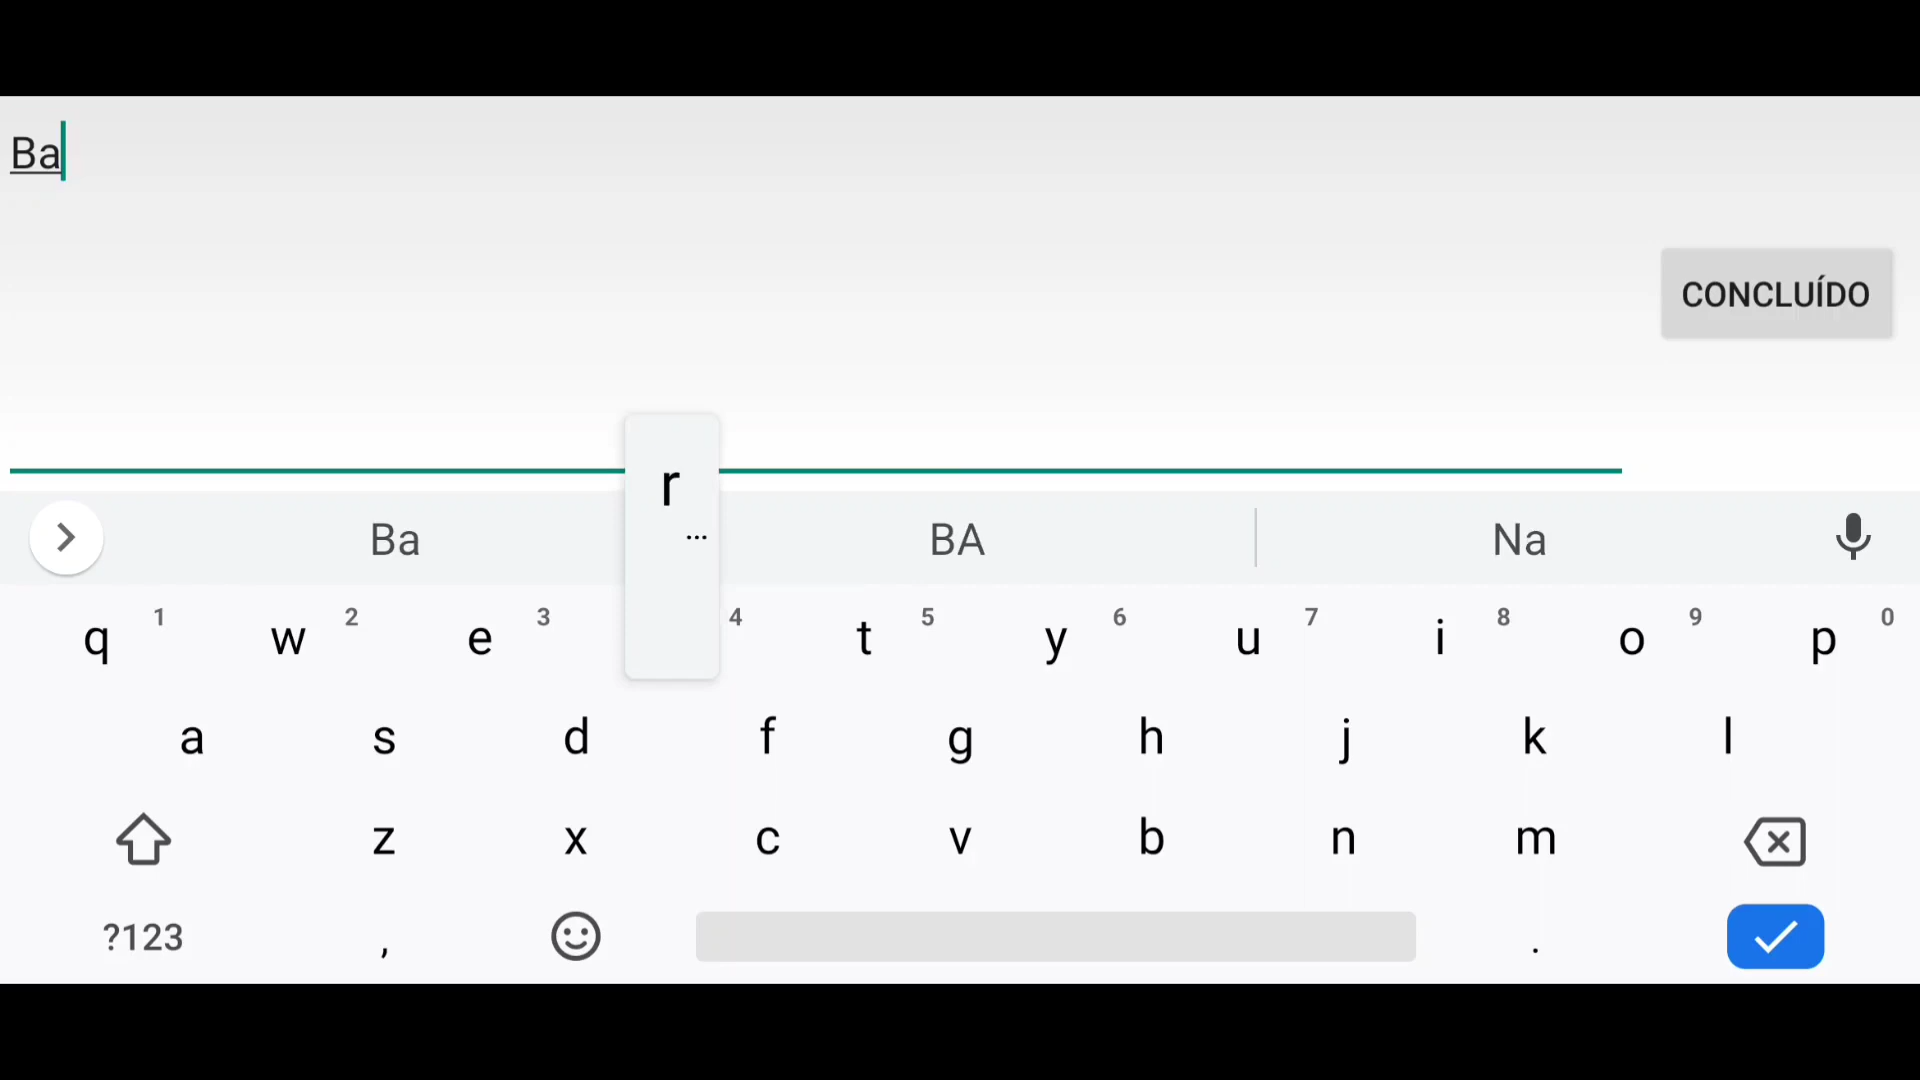 Ba
CONCLUÍDO
r
...
Ba BA Na
q 1 w 2 e 3 4 t 5 y 6 u 7 i 8 o 9 p 0
a s d f g h j k l
z x c v b n m
?123 , .